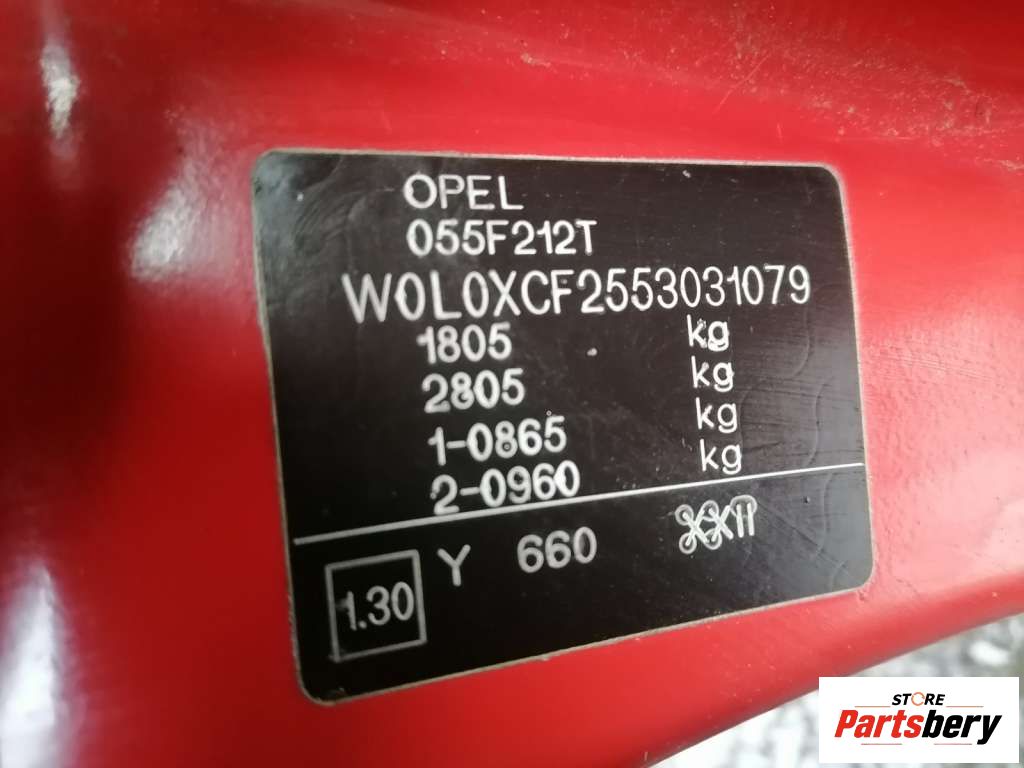 OPEL
055F212T
W0L0XCF2553031079
1805 kg
2805 kg
1-0865 kg
2-0960 kg
1.30 Y 660
STORE
Partsbery